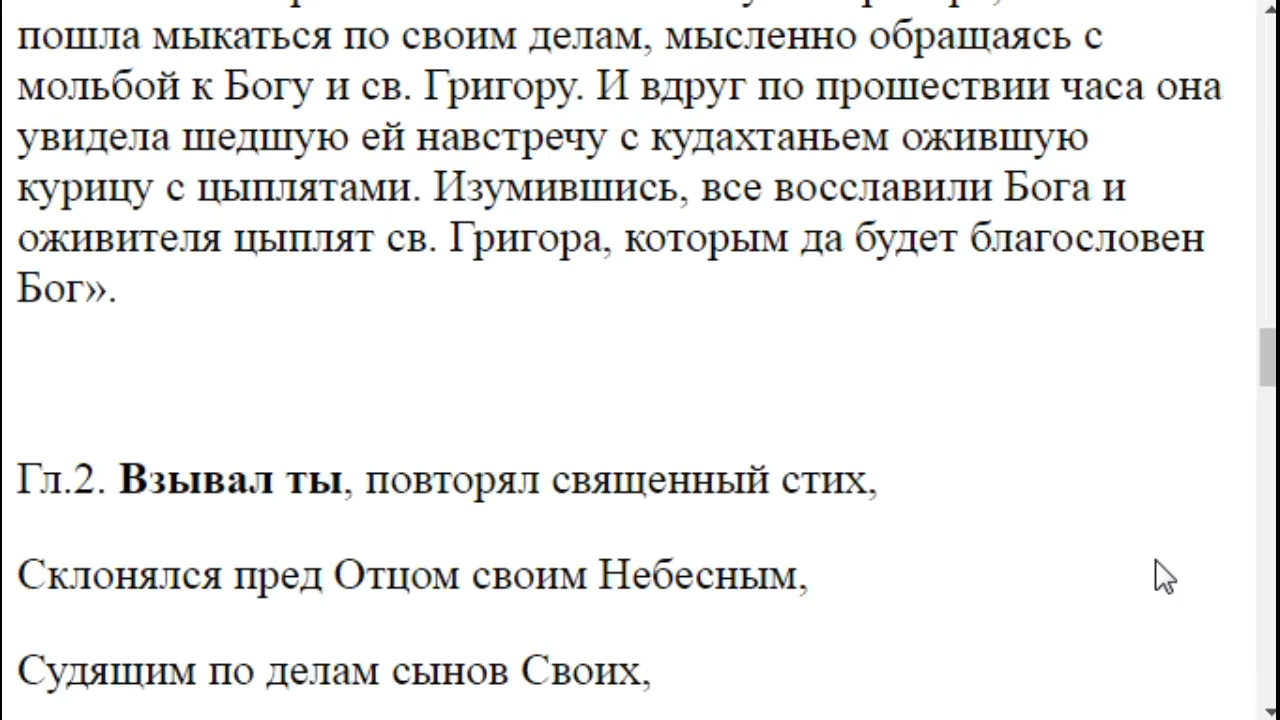 пошла мыкаться по своим делам, мысленно обращаясь с
мольбой к Богу и св. Григору. И вдруг по прошествии часа она
увидела шедшую ей навстречу с кудахтаньем ожившую
курицу с цыплятами. Изумившись, все восславили Бога и
оживителя цыплят св. Григора, которым да будет благословен
Бог».
Гл.2. Взывал ты, повторял священный стих,
Склонялся пред Отцом своим Небесным,
Судящим по делам сынов Своих,